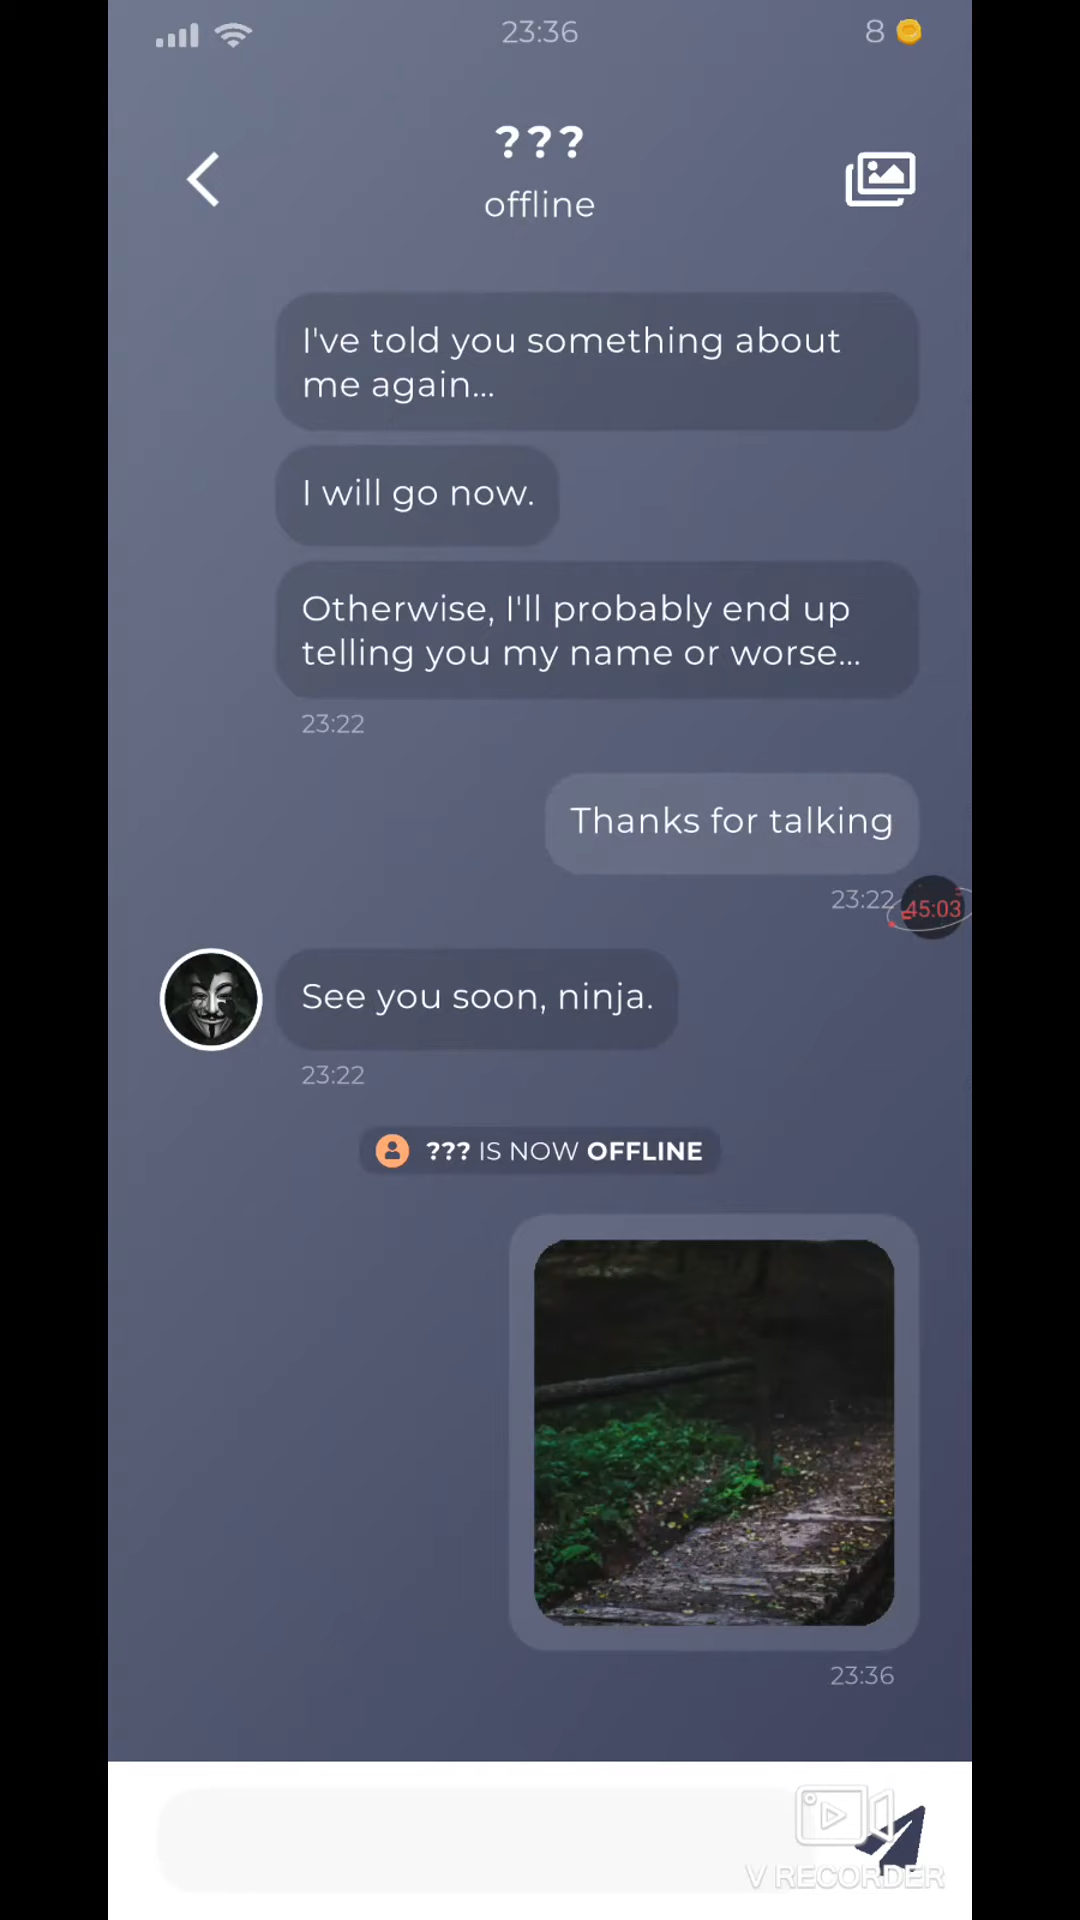 23:36
8
???
offline
I've told you something about
me again...
I will go now.
Otherwise, I'll probably end up
telling you my name or worse...
23:22
Thanks for talking
23:22
45:03
See you soon, ninja.
23:22
??? IS NOW OFFLINE
23:36
V RECORDER